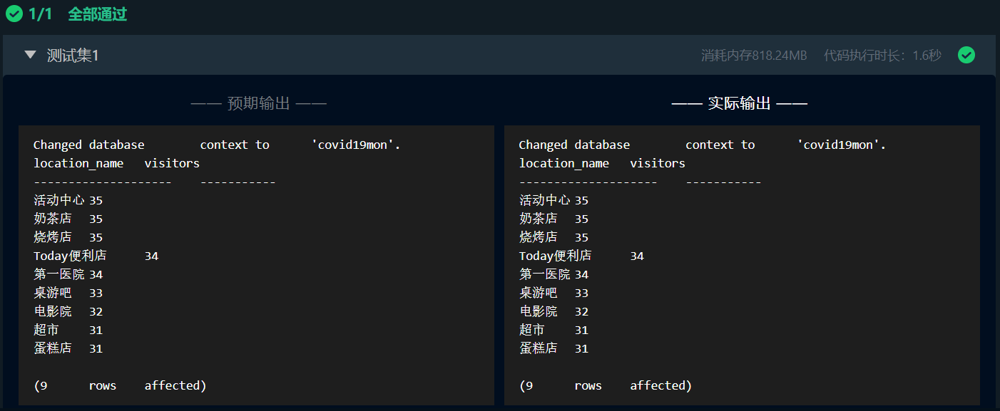 1/1 全部通过
测试集1 消耗内存818.24MB 代码执行时长：1.6秒
—— 预期输出 ——
Changed database context to 'covid19mon'.
location_name visitors
-------------------- -----------
活动中心 35
奶茶店 35
烧烤店 35
Today便利店 34
第一医院 34
桌游吧 33
电影院 32
超市 31
蛋糕店 31
(9 rows affected)
—— 实际输出 ——
Changed database context to 'covid19mon'.
location_name visitors
-------------------- -----------
活动中心 35
奶茶店 35
烧烤店 35
Today便利店 34
第一医院 34
桌游吧 33
电影院 32
超市 31
蛋糕店 31
(9 rows affected)